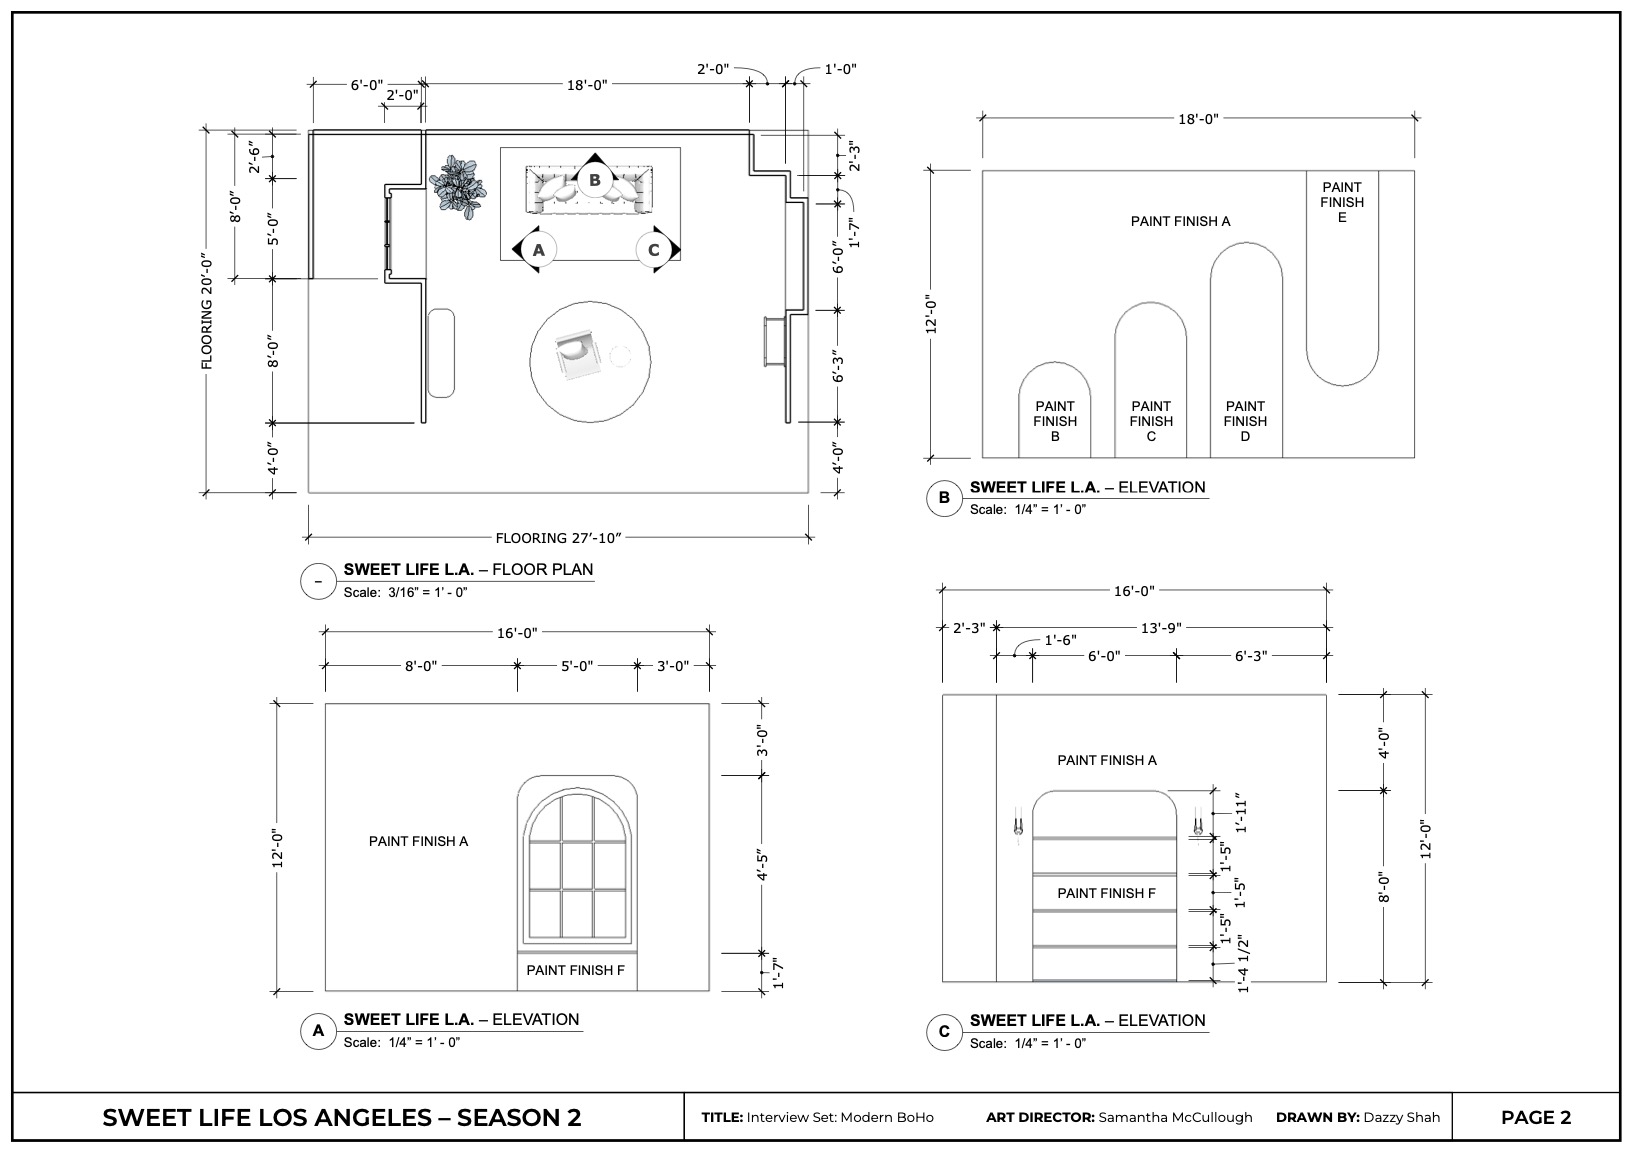 2'-0"
1'-0"
6'-0"
18'-0"
2'-0"
2'-6"
8'-0"
5'-0"
FLOORING 20'-0"
8'-0"
4'-0"
B
A
C
2'-3"
1'-7"
6'-0"
6'-3"
4'-0"
FLOORING 27'-10"
–
SWEET LIFE L.A. – FLOOR PLAN
Scale: 3/16" = 1' - 0"
18'-0"
12'-0"
PAINT FINISH A
PAINT
FINISH
E
PAINT
FINISH
B
PAINT
FINISH
C
PAINT
FINISH
D
B
SWEET LIFE L.A. – ELEVATION
Scale: 1/4" = 1' - 0"
16'-0"
8'-0"
5'-0"
3'-0"
12'-0"
PAINT FINISH A
3'-0"
4'-5"
1'-7"
PAINT FINISH F
A
SWEET LIFE L.A. – ELEVATION
Scale: 1/4" = 1' - 0"
16'-0"
2'-3"
13'-9"
1'-6"
6'-0"
6'-3"
PAINT FINISH A
PAINT FINISH F
1'-11"
1'-5"
1'-5"
1'-5"
1'-4 1/2"
4'-0"
8'-0"
12'-0"
C
SWEET LIFE L.A. – ELEVATION
Scale: 1/4" = 1' - 0"
SWEET LIFE LOS ANGELES – SEASON 2
TITLE: Interview Set: Modern BoHo
ART DIRECTOR: Samantha McCullough
DRAWN BY: Dazzy Shah
PAGE 2